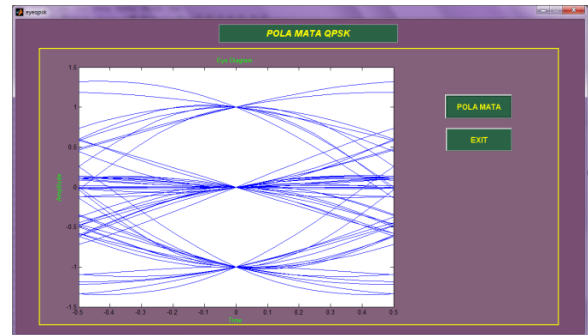 eyeqpsk
POLA MATA QPSK
Eye Diagram
1.5
1
0.5
0
-0.5
-1
-1.5
Amplitude
-0.5 -0.4 -0.3 -0.2 -0.1 0 0.1 0.2 0.3 0.4 0.5
Time
POLA MATA
EXIT